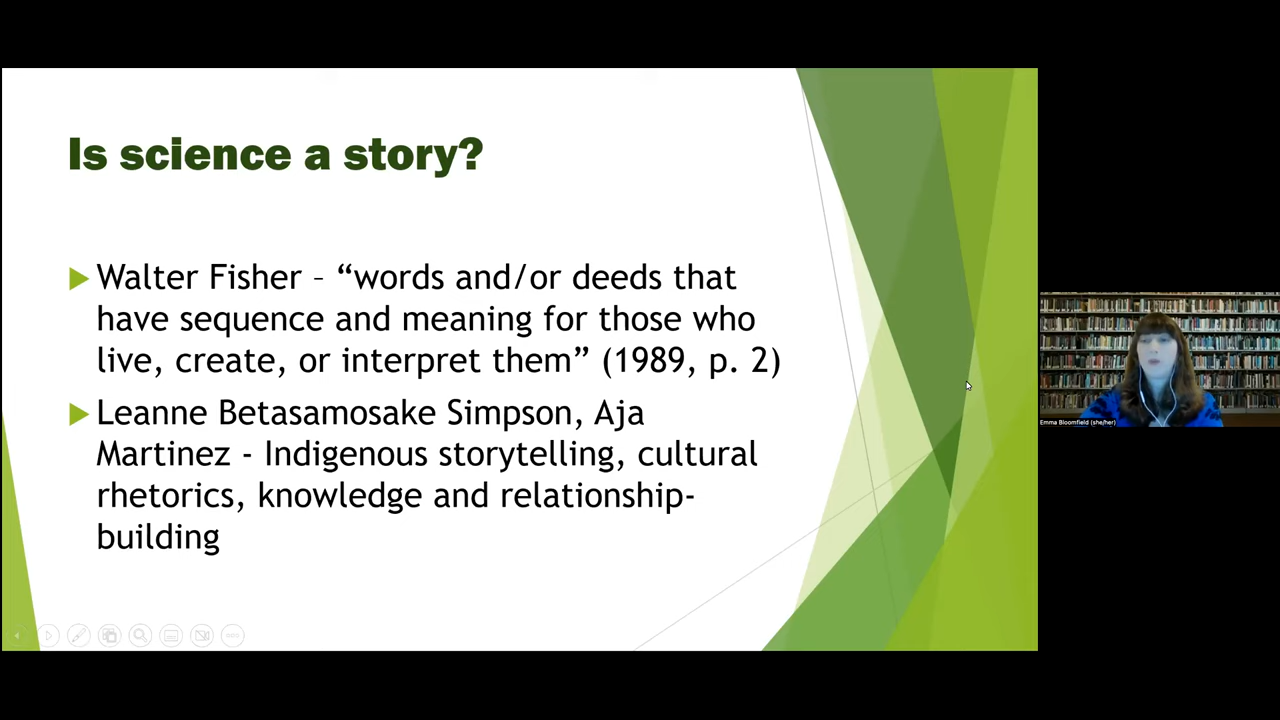 Is science a story?
Walter Fisher – “words and/or deeds that
have sequence and meaning for those who
live, create, or interpret them” (1989, p. 2)
Leanne Betasamosake Simpson, Aja
Martinez - Indigenous storytelling, cultural
rhetorics, knowledge and relationship-
building
Emma Bloomfield (she/her)